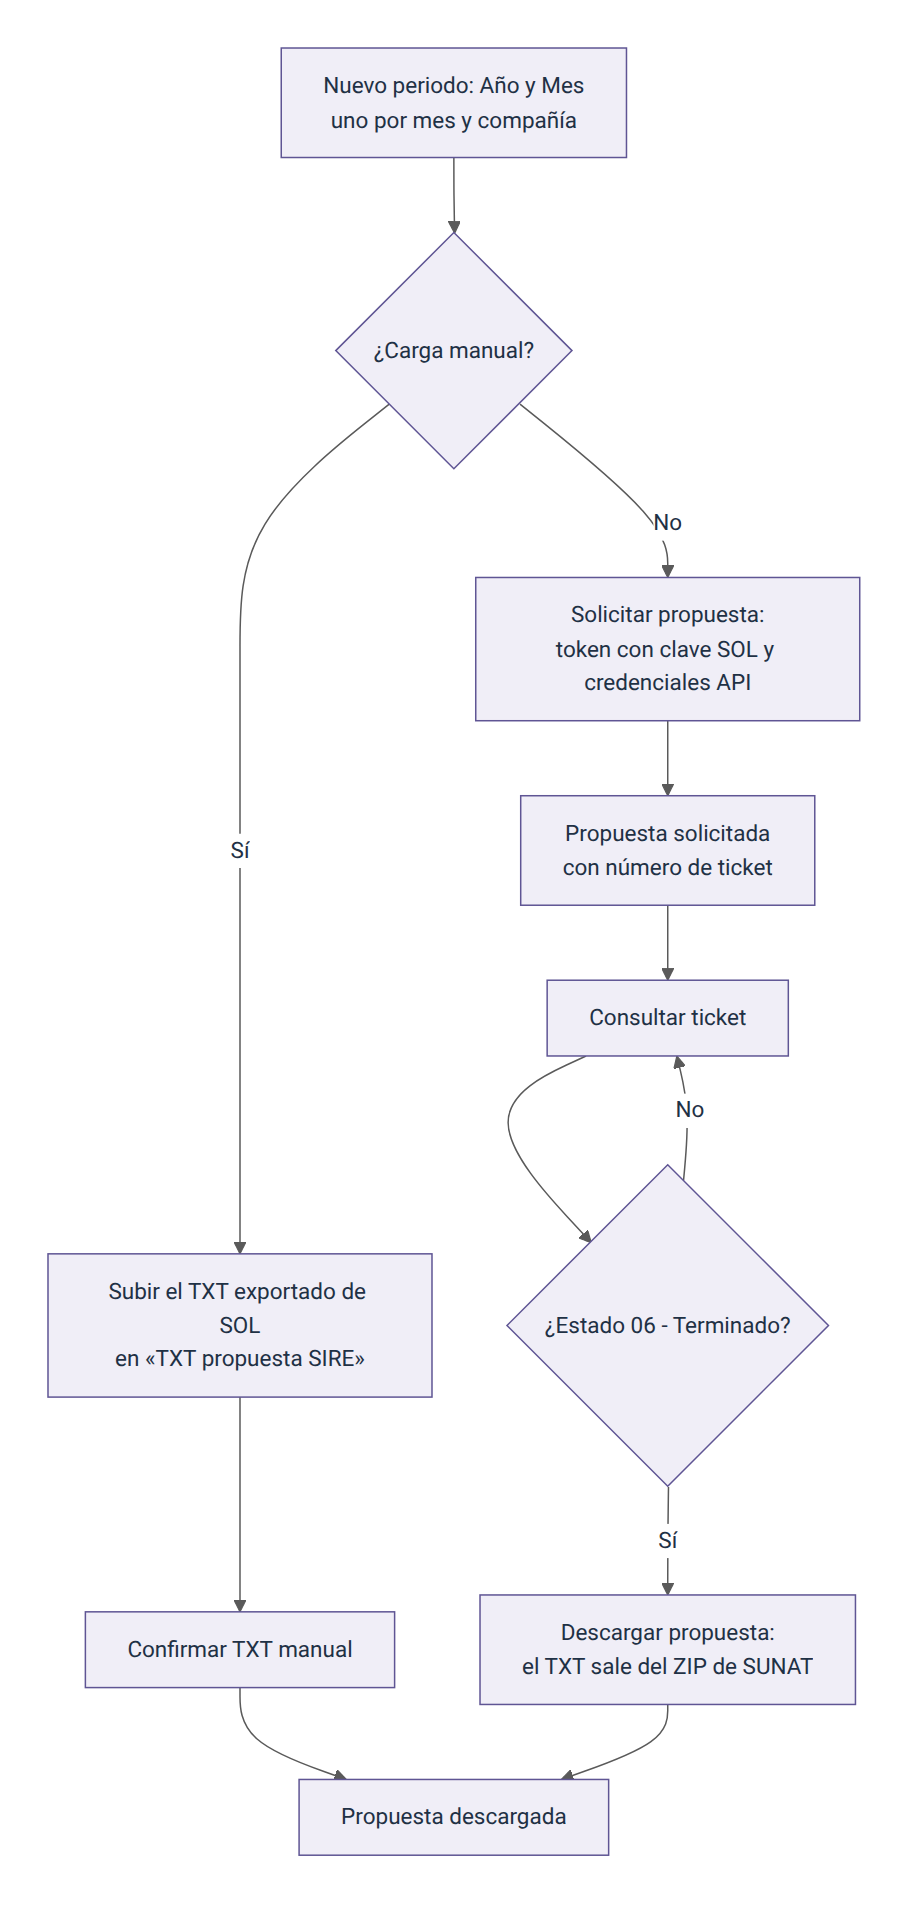 Nuevo periodo: Año y Mes
uno por mes y compañía
¿Carga manual?
No
Solicitar propuesta:
token con clave SOL y
credenciales API
Propuesta solicitada
con número de ticket
Sí
Consultar ticket
No
Subir el TXT exportado de
SOL
en «TXT propuesta SIRE»
¿Estado 06 - Terminado?
Sí
Confirmar TXT manual
Descargar propuesta:
el TXT sale del ZIP de SUNAT
Propuesta descargada